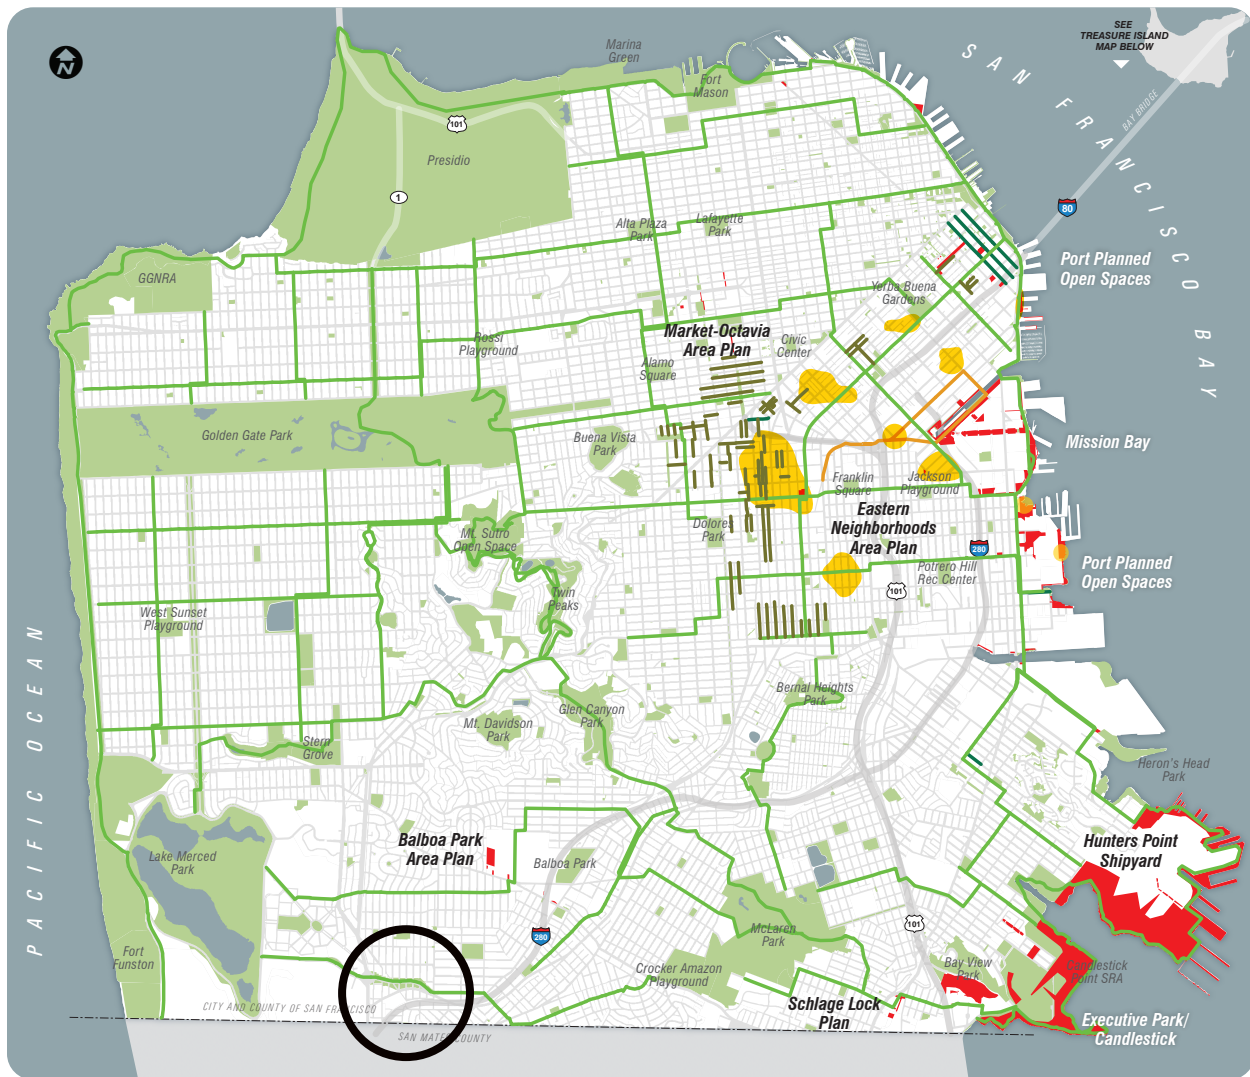 SEE
TREASURE ISLAND
MAP BELOW
N
Marina
Green
Fort
Mason
SAN FRANCISCO BAY
BAY BRIDGE
101
Presidio
1
80
Alta Plaza
Park
Lafayette
Park
Port Planned
Open Spaces
GGNRA
Yerba Buena
Gardens
Rossi
Playground
Market-Octavia
Area Plan
Civic
Center
Alamo
Square
Golden Gate Park
Buena Vista
Park
Mission Bay
Franklin
Square
Jackson
Playground
Eastern
Neighborhoods
Area Plan
Dolores
Park
Mt. Sutro
Open Space
280
Port Planned
Open Spaces
Potrero Hill
Rec Center
101
Twin
Peaks
West Sunset
Playground
PACIFIC OCEAN
Bernal Heights
Park
Glen Canyon
Park
Mt. Davidson
Park
Stern
Grove
Heron's Head
Park
Balboa Park
Area Plan
Balboa Park
Hunters Point
Shipyard
Lake Merced
Park
280
101
McLaren
Park
Fort
Funston
Crocker Amazon
Playground
Bay View
Park
Candlestick
Point SRA
Schlage Lock
Plan
Executive Park/
Candlestick
CITY AND COUNTY OF SAN FRANCISCO
SAN MATEO COUNTY